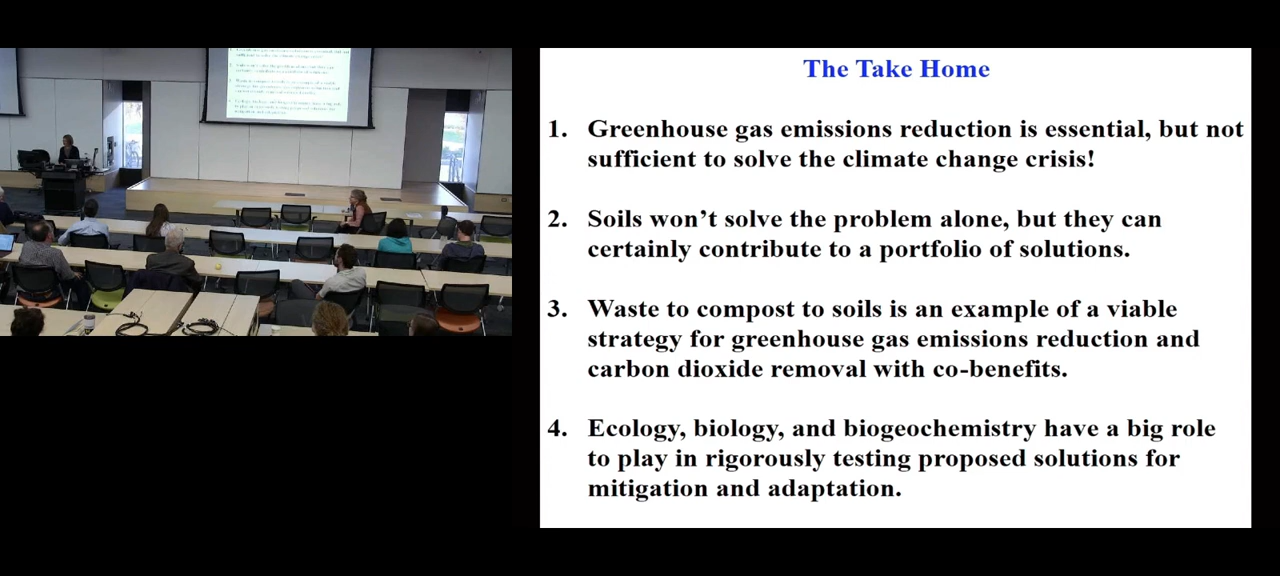 The Take Home
1. Greenhouse gas emissions reduction is essential, but not
sufficient to solve the climate change crisis!
2. Soils won’t solve the problem alone, but they can
certainly contribute to a portfolio of solutions.
3. Waste to compost to soils is an example of a viable
strategy for greenhouse gas emissions reduction and
carbon dioxide removal with co-benefits.
4. Ecology, biology, and biogeochemistry have a big role
to play in rigorously testing proposed solutions for
mitigation and adaptation.